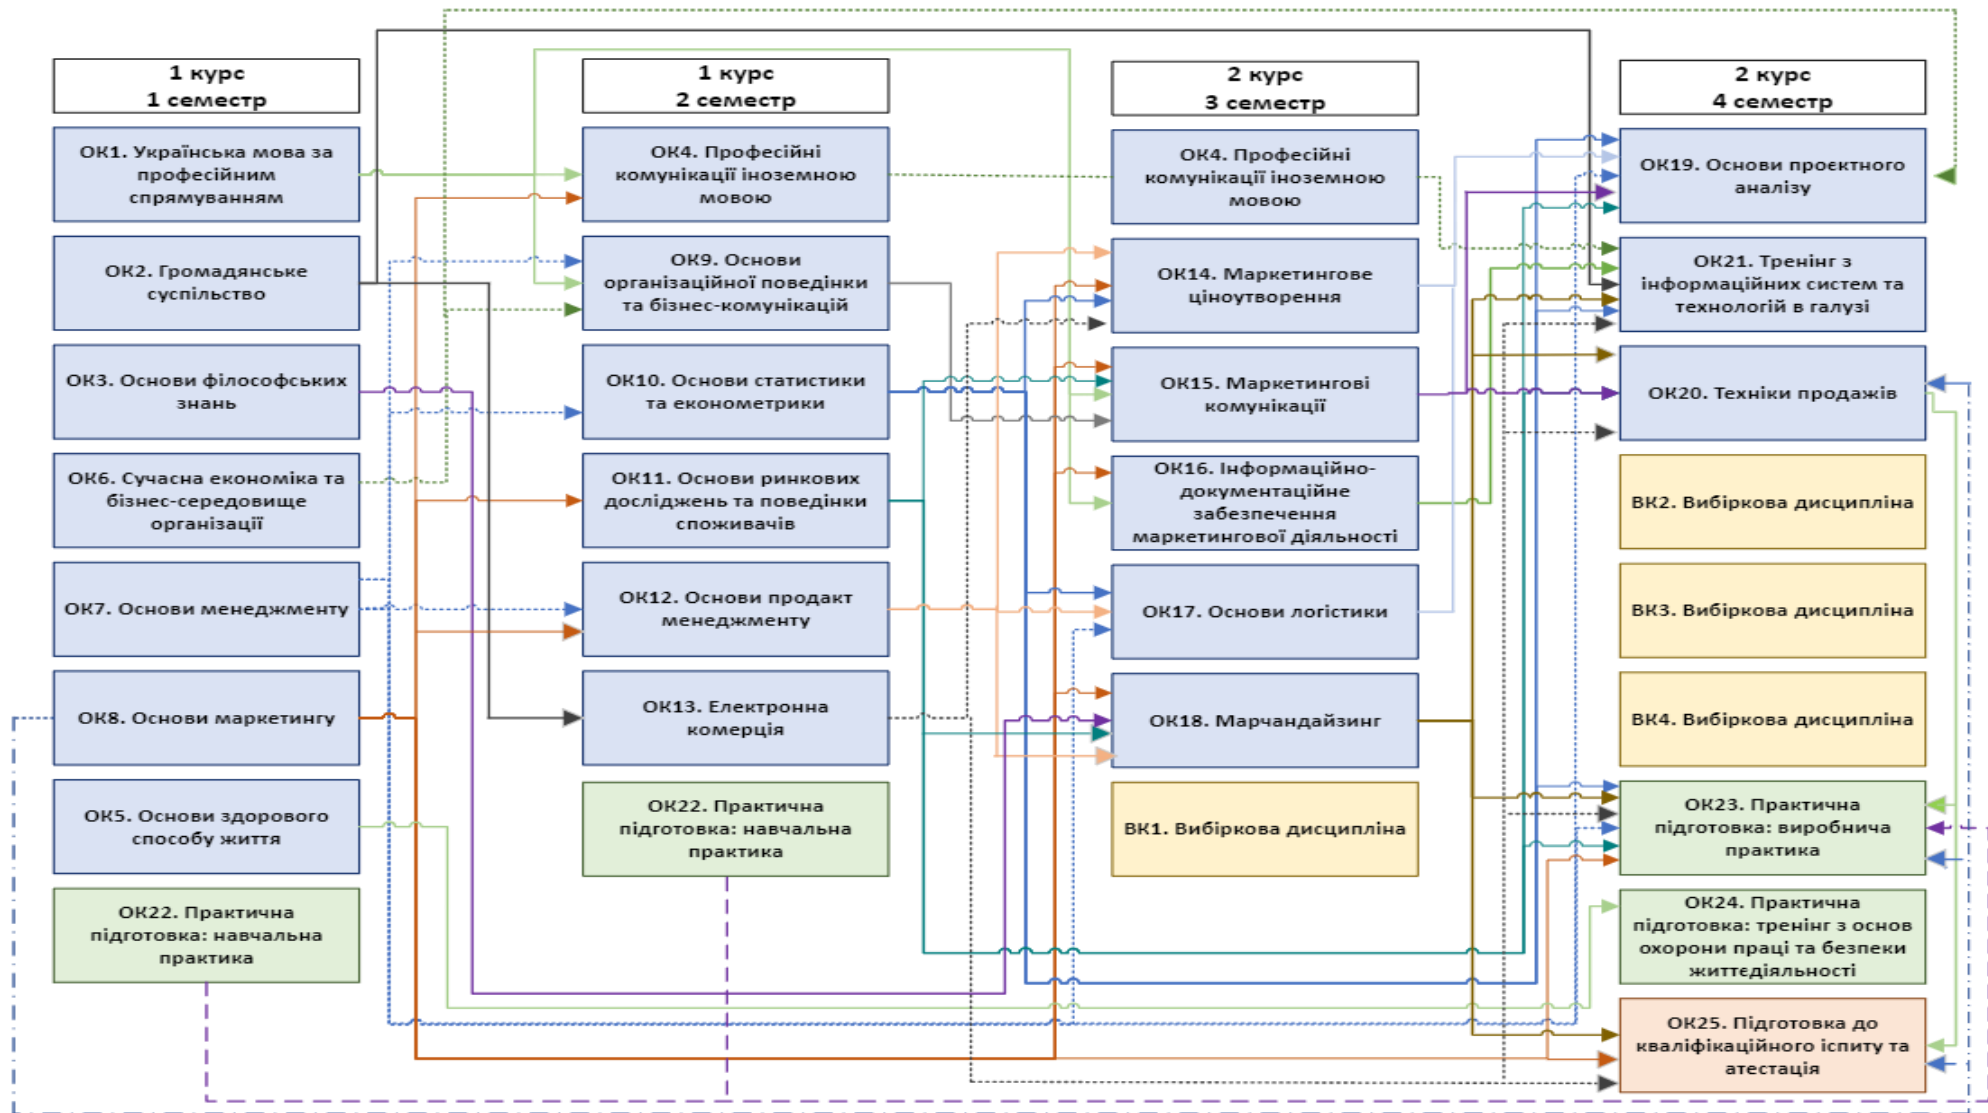 1 курс
1 семестр
ОК1. Українська мова за
професійним
спрямуванням
ОК2. Громадянське
суспільство
ОК3. Основи філософських
знань
ОК6. Сучасна економіка та
бізнес-середовище
організації
ОК7. Основи менеджменту
ОК8. Основи маркетингу
ОК5. Основи здорового
способу життя
ОК22. Практична
підготовка: навчальна
практика
1 курс
2 семестр
ОК4. Професійні
комунікації іноземною
мовою
ОК9. Основи
організаційної поведінки
та бізнес-комунікацій
ОК10. Основи статистики
та економетрики
ОК11. Основи ринкових
досліджень та поведінки
споживачів
ОК12. Основи продакт
менеджменту
ОК13. Електронна
комерція
ОК22. Практична
підготовка: навчальна
практика
2 курс
3 семестр
ОК4. Професійні
комунікації іноземною
мовою
ОК14. Маркетингове
ціноутворення
ОК15. Маркетингові
комунікації
ОК16. Інформаційно-
документаційне
забезпечення
маркетингової діяльності
ОК17. Основи логістики
ОК18. Марчандайзинг
ВК1. Вибіркова дисципліна
2 курс
4 семестр
ОК19. Основи проєктного
аналізу
ОК21. Тренінг з
інформаційних систем та
технологій в галузі
ОК20. Техніки продажів
ВК2. Вибіркова дисципліна
ВК3. Вибіркова дисципліна
ВК4. Вибіркова дисципліна
ОК23. Практична
підготовка: виробнича
практика
ОК24. Практична
підготовка: тренінг з основ
охорони праці та безпеки
життєдіяльності
ОК25. Підготовка до
кваліфікаційного іспиту та
атестація